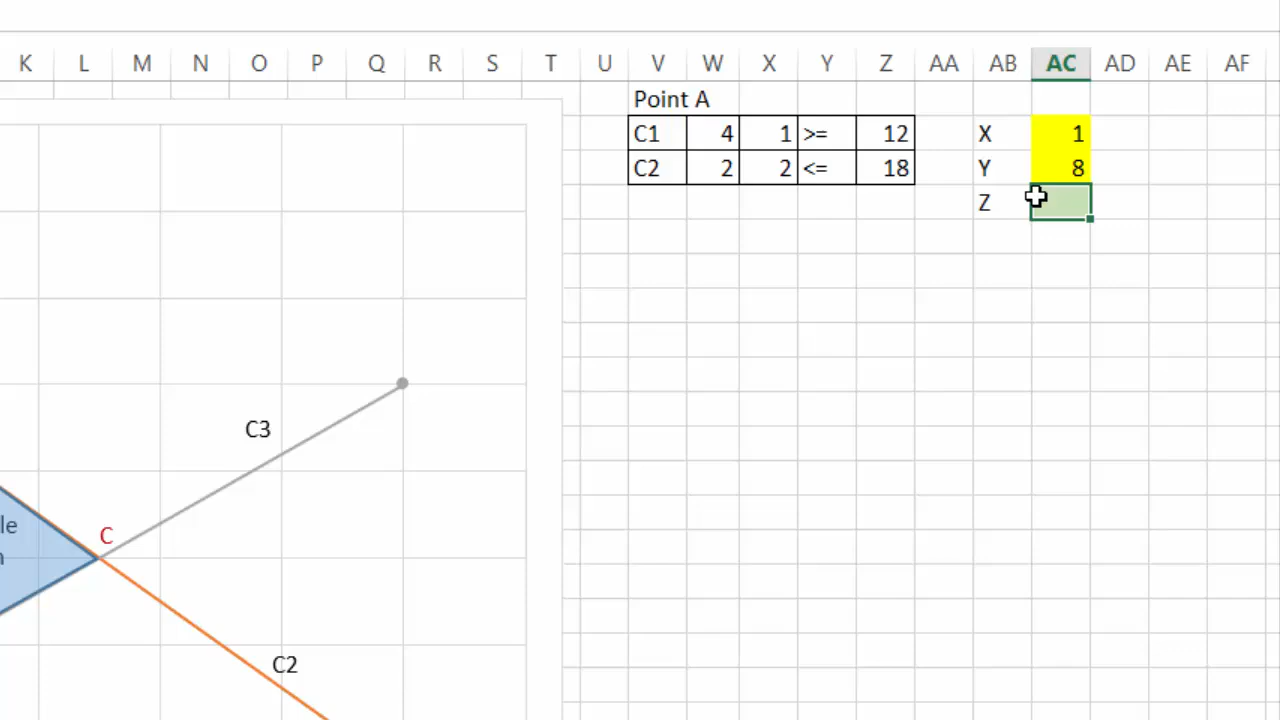 K L M N O P Q R S T U V W X Y Z AA AB AC AD AE AF
Point A
C1 4 1 >= 12 X 1
C2 2 2 <= 18 Y 8
Z
C3
C
le
n
C2